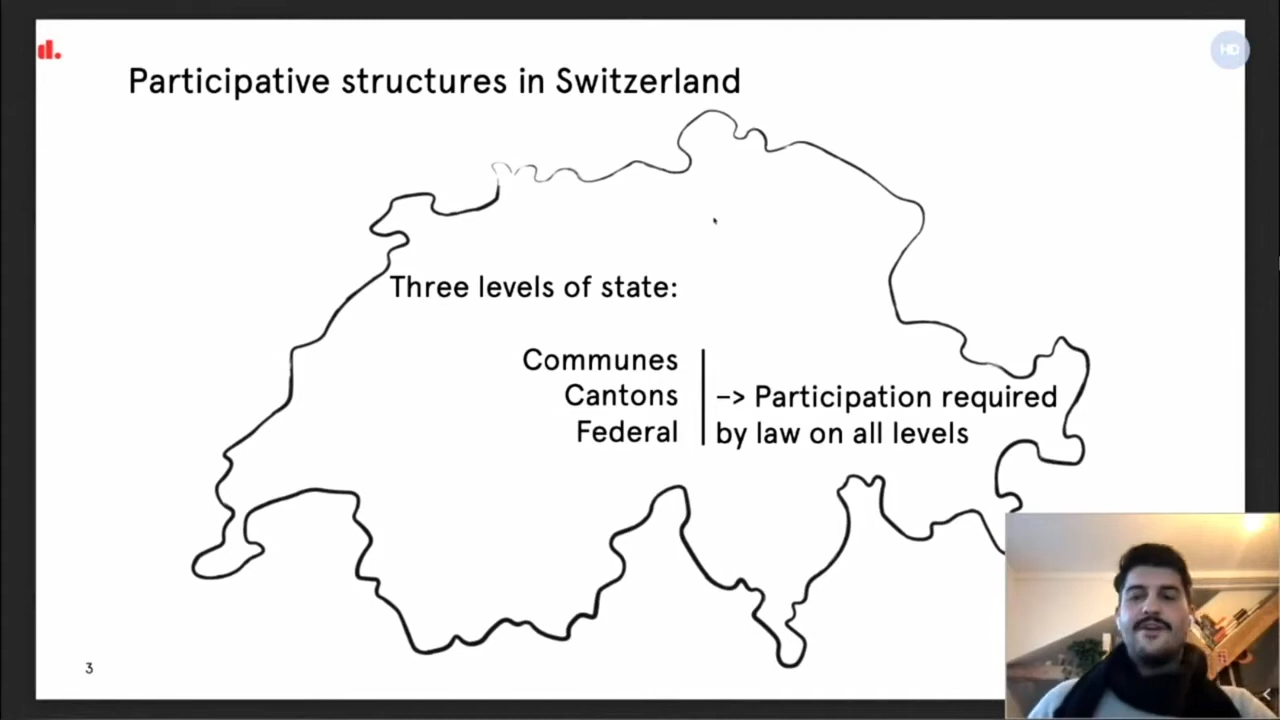 d.
HD
Participative structures in Switzerland
Three levels of state:
Communes
Cantons
Federal
–> Participation required
by law on all levels
3